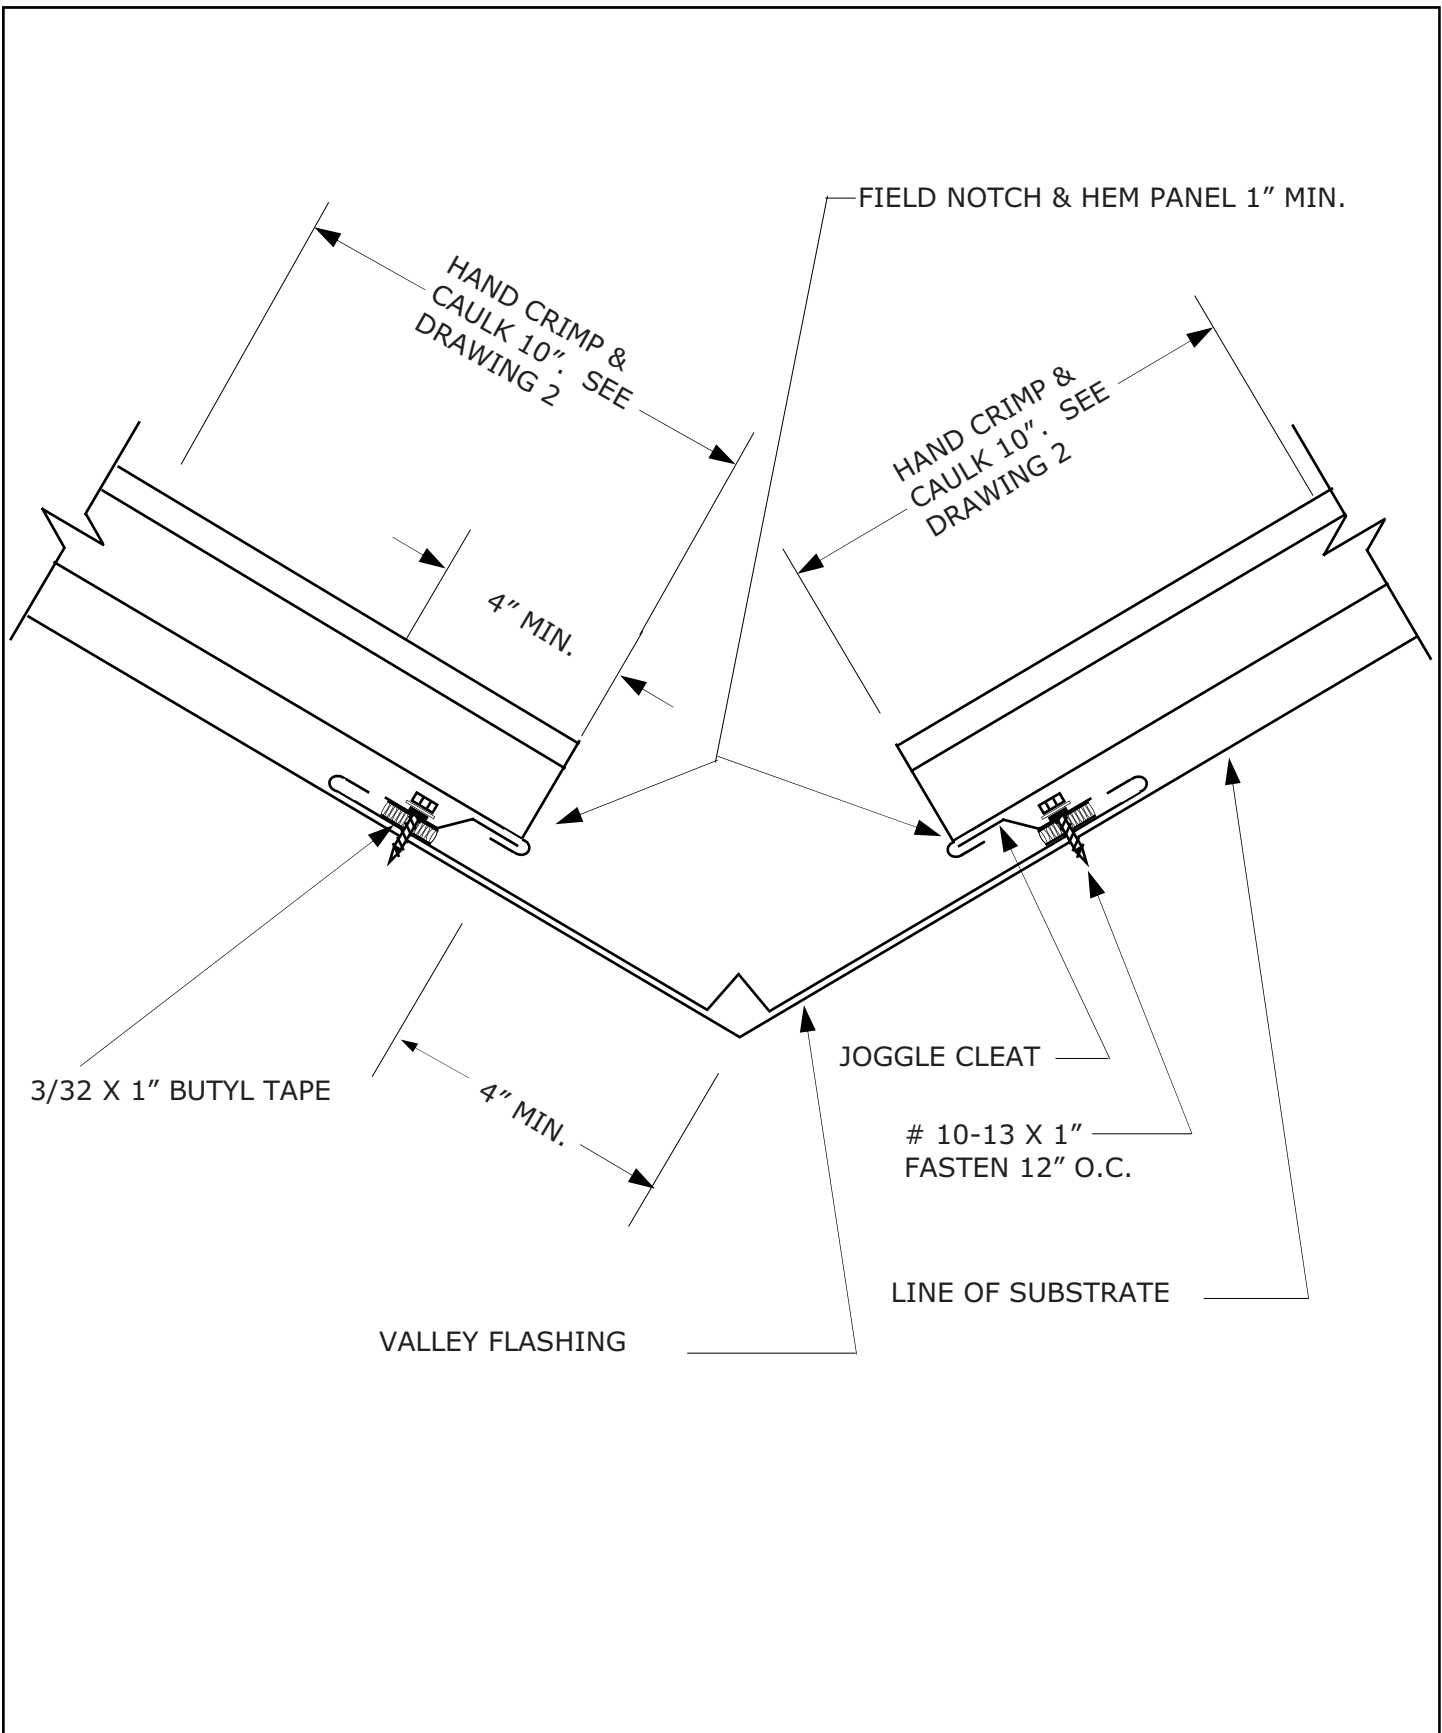 FIELD NOTCH & HEM PANEL 1” MIN.
HAND CRIMP &
CAULK 10”. SEE
DRAWING 2
HAND CRIMP &
CAULK 10”. SEE
DRAWING 2
4” MIN.
3/32 X 1” BUTYL TAPE
4” MIN.
JOGGLE CLEAT
# 10-13 X 1”
FASTEN 12” O.C.
LINE OF SUBSTRATE
VALLEY FLASHING